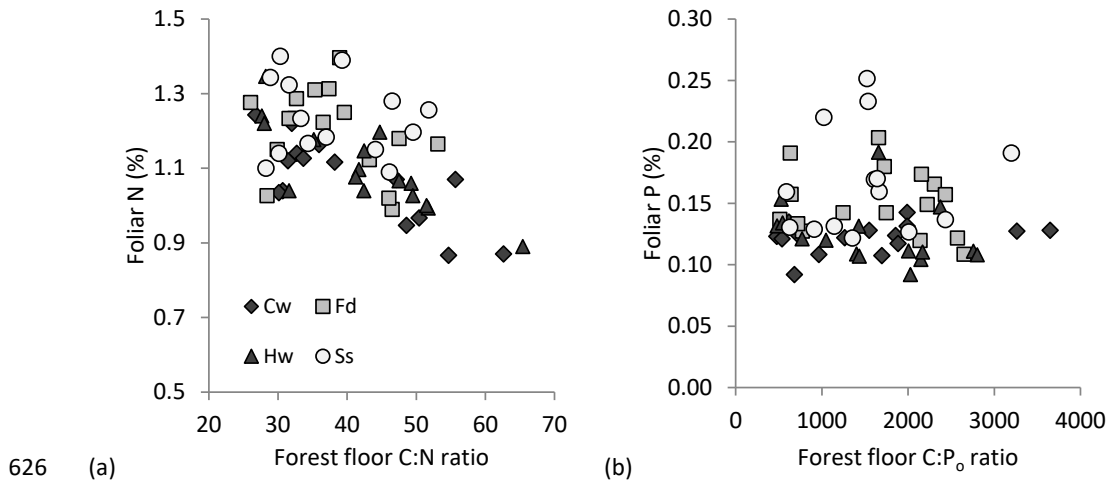 1.5
1.3
1.1
0.9
0.7
0.5
Foliar N (%)
Cw Fd
Hw Ss
20 30 40 50 60 70
Forest floor C:N ratio
0.30
0.25
0.20
0.15
0.10
0.05
0.00
Foliar P (%)
0 1000 2000 3000 4000
Forest floor C:Pₒ ratio
626 (a) (b)